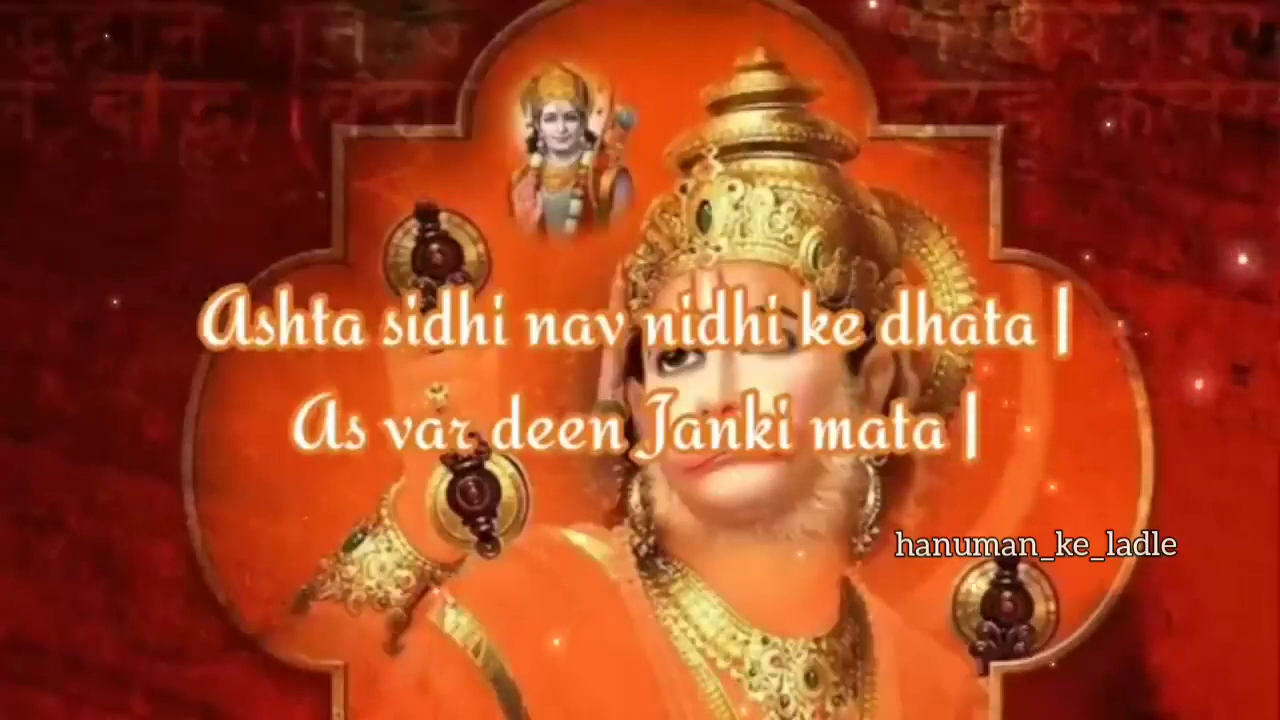 Ashta sidhi nav nidhi ke dhata |
As var deen Janki mata |
hanuman_ke_ladle